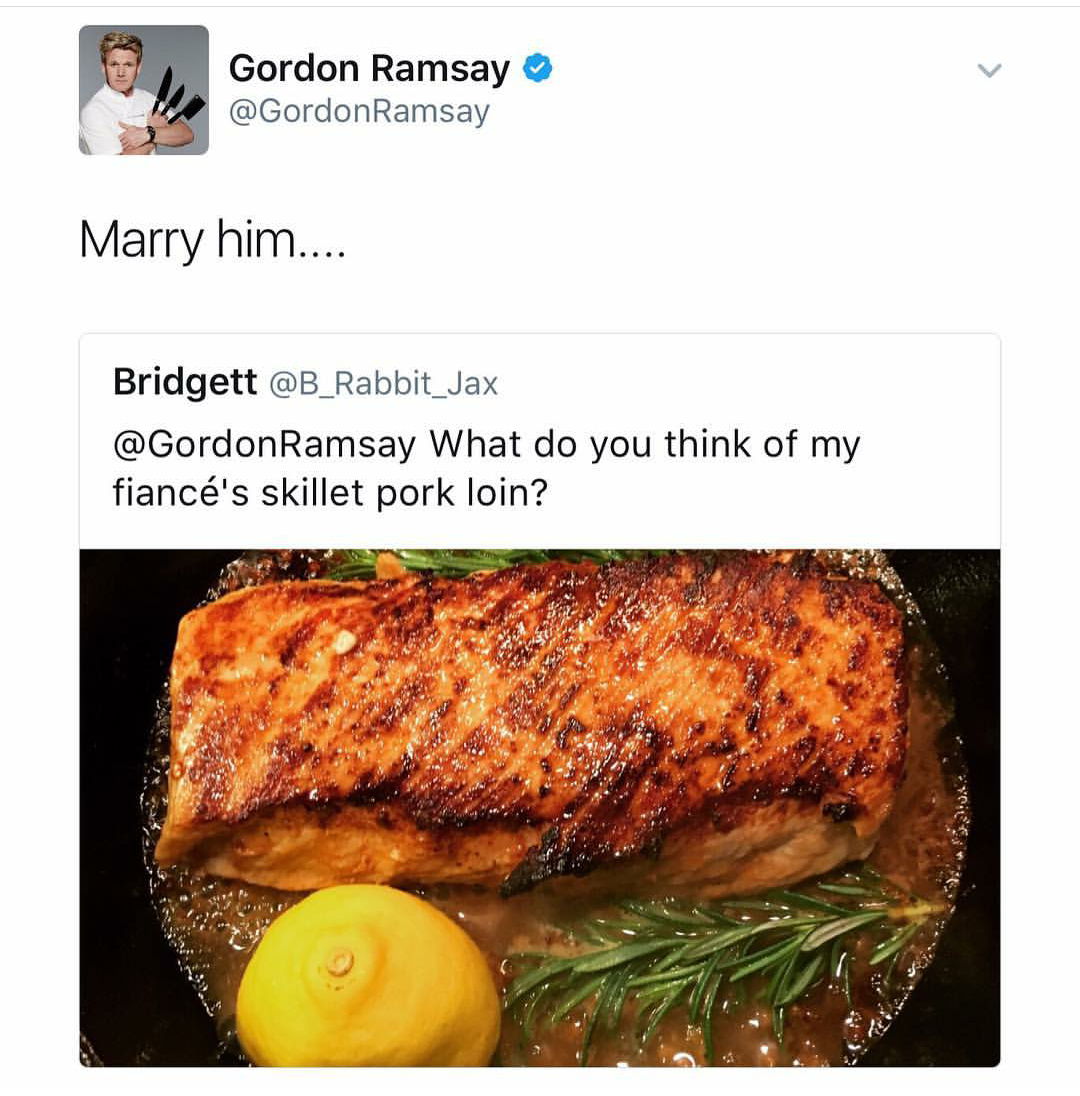 Gordon Ramsay
@GordonRamsay
Marry him....
Bridgett @B_Rabbit_Jax
@GordonRamsay What do you think of my
fiancé's skillet pork loin?